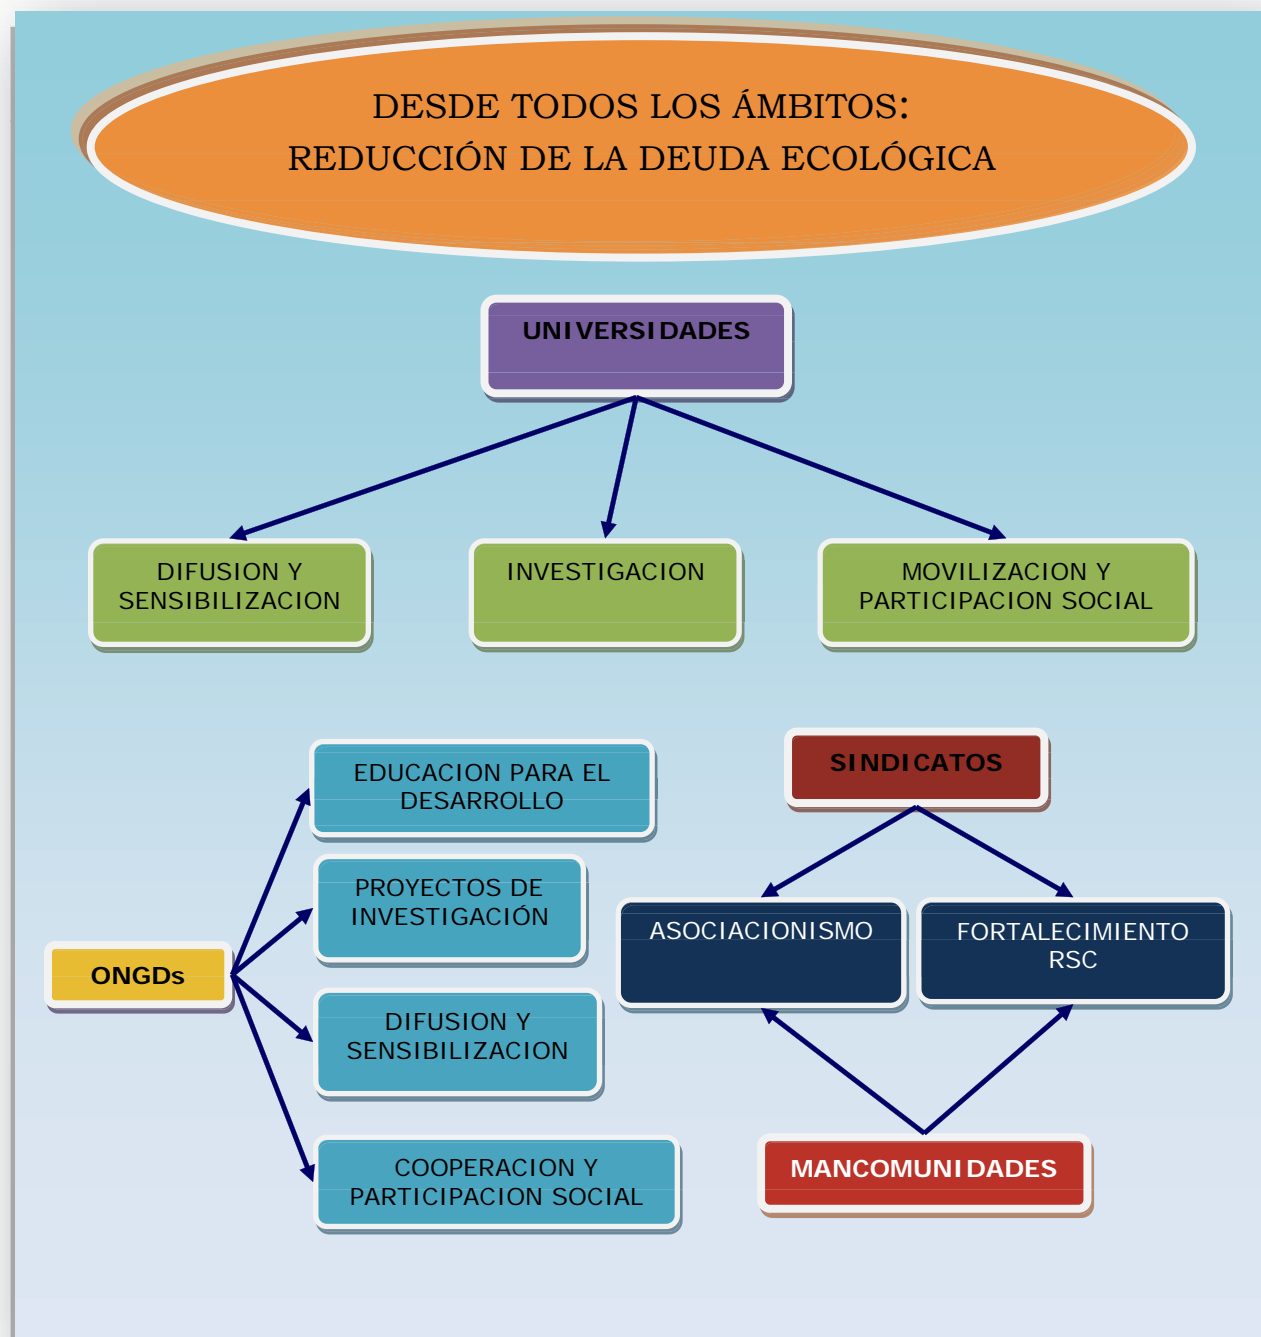 DESDE TODOS LOS ÁMBITOS:
REDUCCIÓN DE LA DEUDA ECOLÓGICA
UNIVERSIDADES
DIFUSION Y
SENSIBILIZACION
INVESTIGACION
MOVILIZACION Y
PARTICIPACION SOCIAL
EDUCACION PARA EL
DESARROLLO
PROYECTOS DE
INVESTIGACIÓN
ONGDs
DIFUSION Y
SENSIBILIZACION
COOPERACION Y
PARTICIPACION SOCIAL
SINDICATOS
ASOCIACIONISMO
FORTALECIMIENTO
RSC
MANCOMUNIDADES